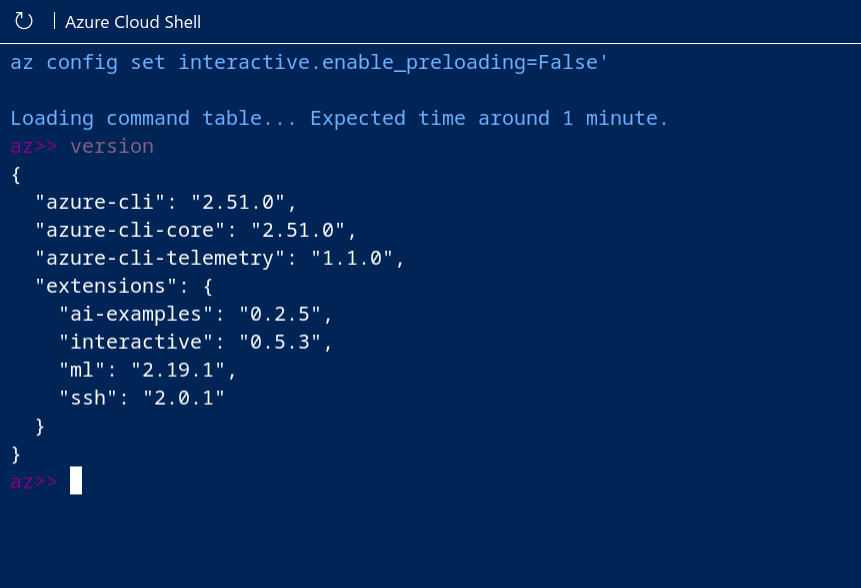 Azure Cloud Shell
az config set interactive.enable_preloading=False'
Loading command table... Expected time around 1 minute.
az>> version
{
  "azure-cli": "2.51.0",
  "azure-cli-core": "2.51.0",
  "azure-cli-telemetry": "1.1.0",
  "extensions": {
    "ai-examples": "0.2.5",
    "interactive": "0.5.3",
    "ml": "2.19.1",
    "ssh": "2.0.1"
  }
}
az>>